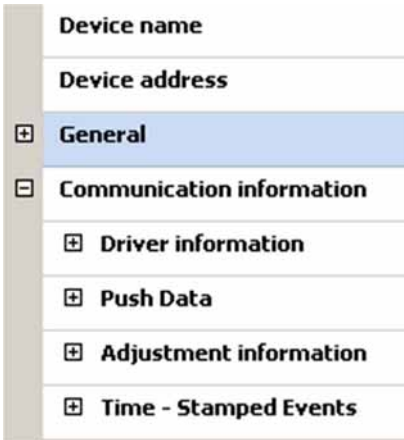 Device name
Device address
General
Communication information
Driver information
Push Data
Adjustment information
Time - Stamped Events